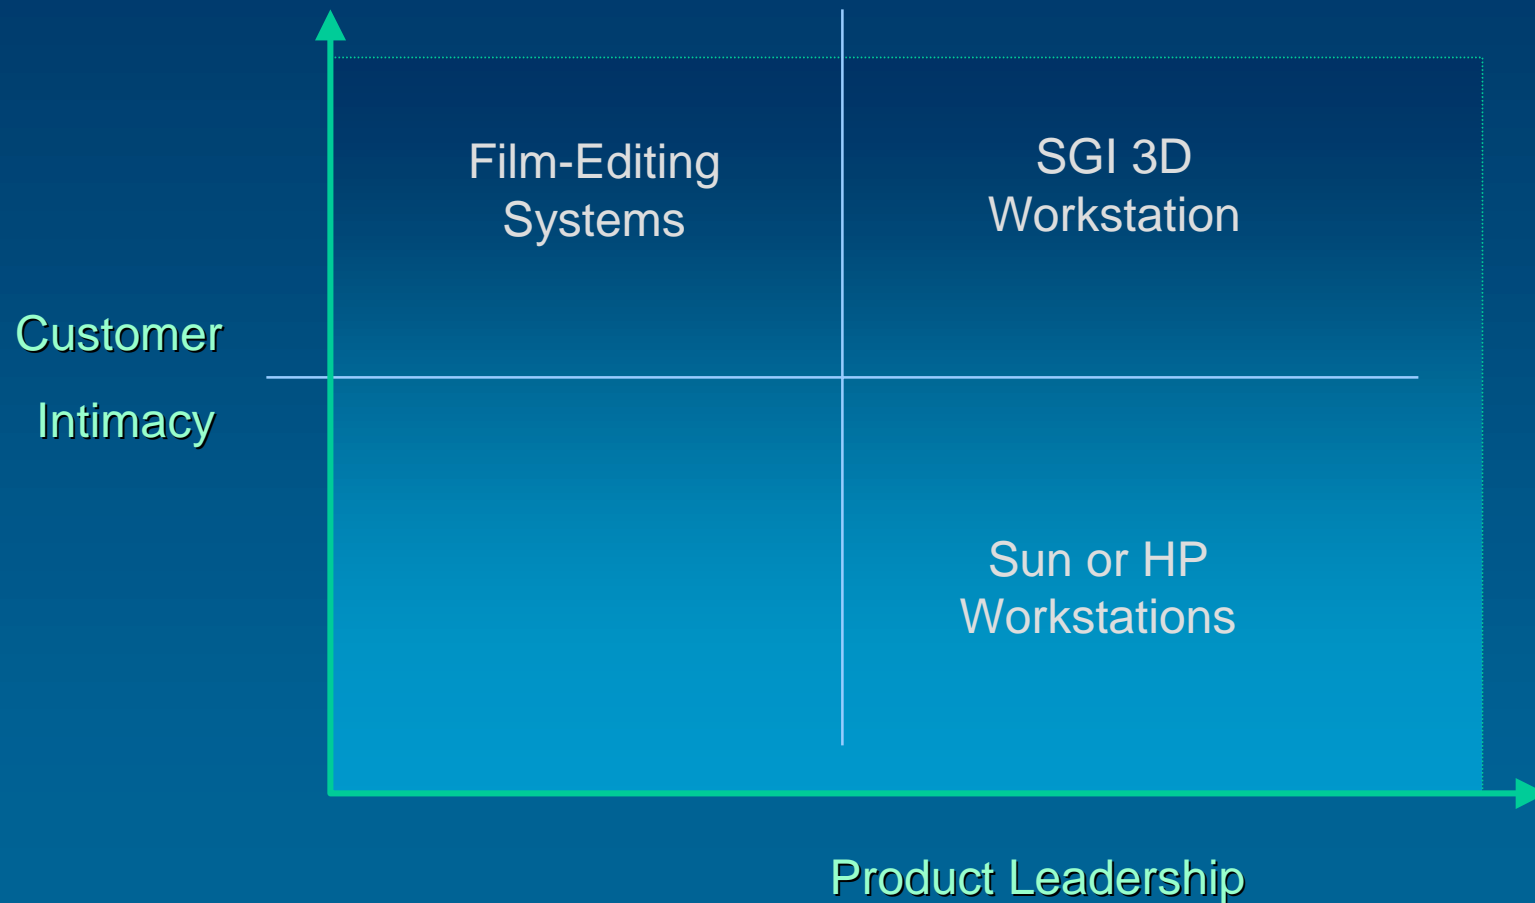 Film-Editing
Systems
SGI 3D
Workstation
Customer
Intimacy
Sun or HP
Workstations
Product Leadership